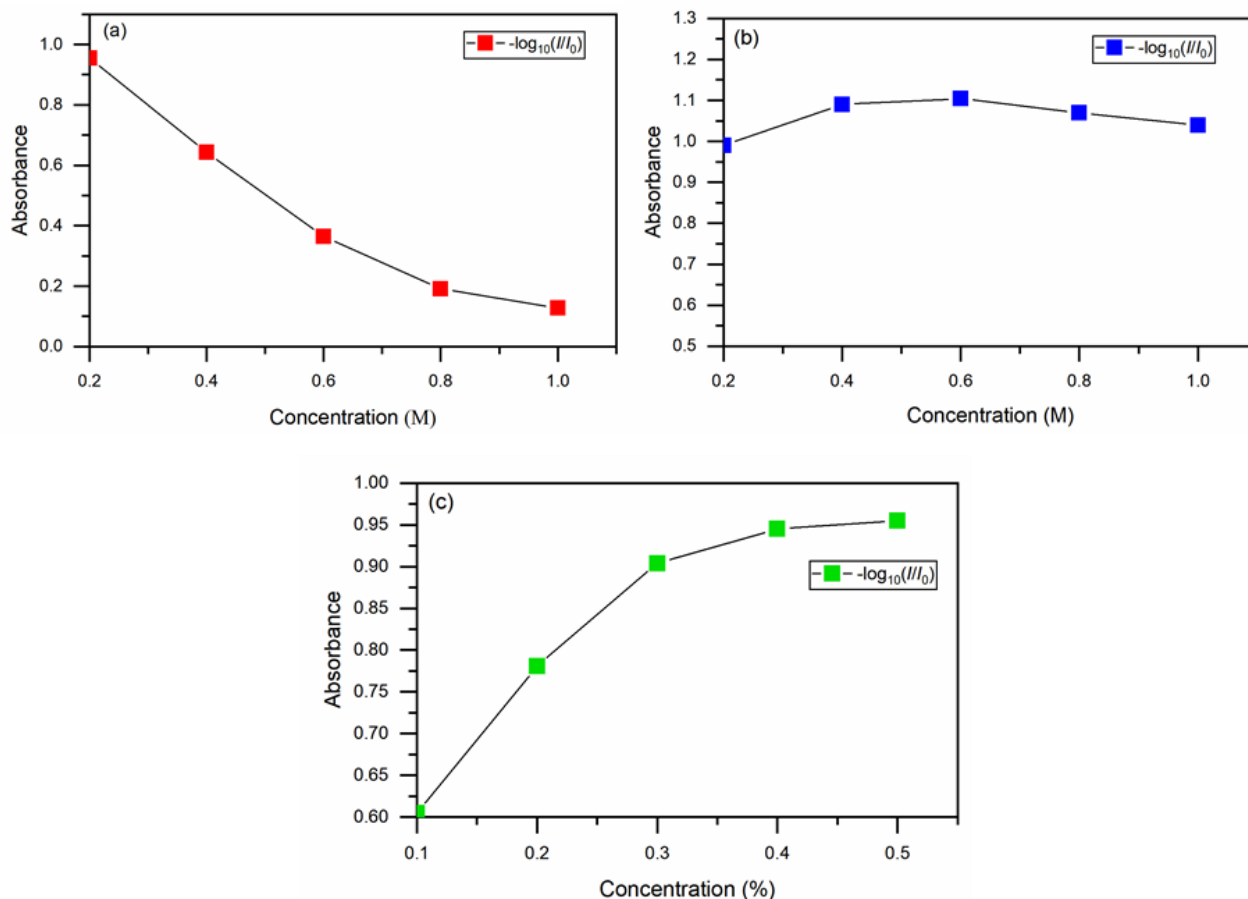 (a)
-log10(I/I0)
1.0
0.8
0.6
0.4
0.2
0.0
Absorbance
0.2 0.4 0.6 0.8 1.0
Concentration (M)
(b)
-log10(I/I0)
1.3
1.2
1.1
1.0
0.9
0.8
0.7
0.6
0.5
Absorbance
0.2 0.4 0.6 0.8 1.0
Concentration (M)
(c)
-log10(I/I0)
1.00
0.95
0.90
0.85
0.80
0.75
0.70
0.65
0.60
Absorbance
0.1 0.2 0.3 0.4 0.5
Concentration (%)